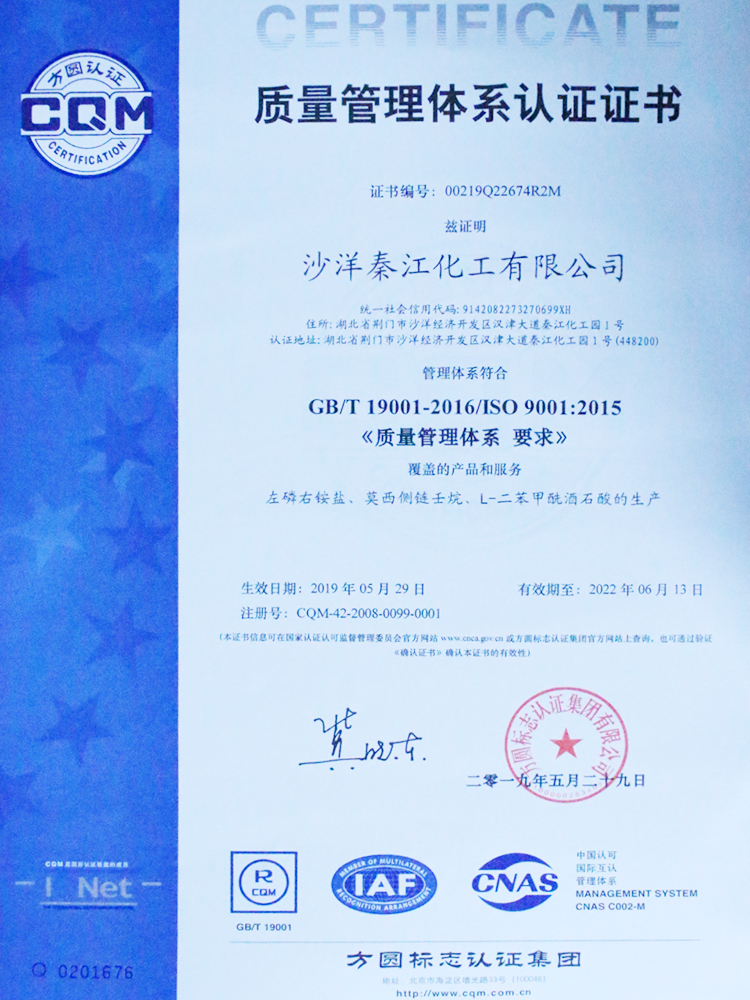 CERTIFICATE
方圆认证
CQM
CERTIFICATION
质量管理体系认证证书
证书编号：00219Q22674R2M
兹证明
沙洋秦江化工有限公司
统一社会信用代码:9142082273270699XH
住所:湖北省荆门市沙洋经济开发区汉津大道秦江化工园1号
认证地址:湖北省荆门市沙洋经济开发区汉津大道秦江化工园1号(448200)
管理体系符合
GB/T 19001-2016/ISO 9001:2015
《质量管理体系 要求》
覆盖的产品和服务
左磷右铵盐、莫西侧链壬烷、L-二苯甲酰酒石酸的生产
生效日期：2019 年 05 月 29 日
有效期至：2022 年 06 月 13 日
注册号：CQM-42-2008-0099-0001
(本证书信息可在国家认证认可监督管理委员会官方网站 www.cnca.gov.cn 或方圆标志认证集团官方网站上查询，也可通过验证
《确认证书》确认本证书的有效性)
方圆标志认证集团有限公司
二零一九年五月二十九日
I Net
R
CQM
GB/T 19001
MEMBER OF MULTILATERAL
IAF
RECOGNITION ARRANGEMENT
CNAS
中国认可
国际互认
管理体系
MANAGEMENT SYSTEM
CNAS C002-M
方圆标志认证集团
http://www.cqm.com.cn
Q 0201676